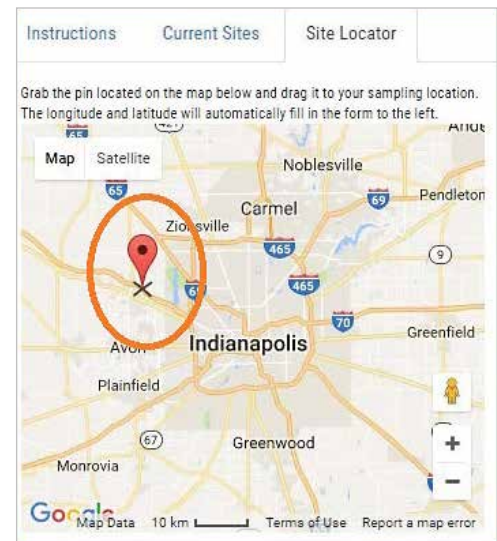 Instructions Current Sites Site Locator
Grab the pin located on the map below and drag it to your sampling location.
The longitude and latitude will automatically fill in the form to the left.
65
Map Satellite
Noblesville
65
69
Pendleton
Carmel
Zionsville
465
9
465
70
Indianapolis
Greenfield
Avon
Plainfield
67
Greenwood
+
Monrovia
−
Google
Map Data 10 km Terms of Use Report a map error